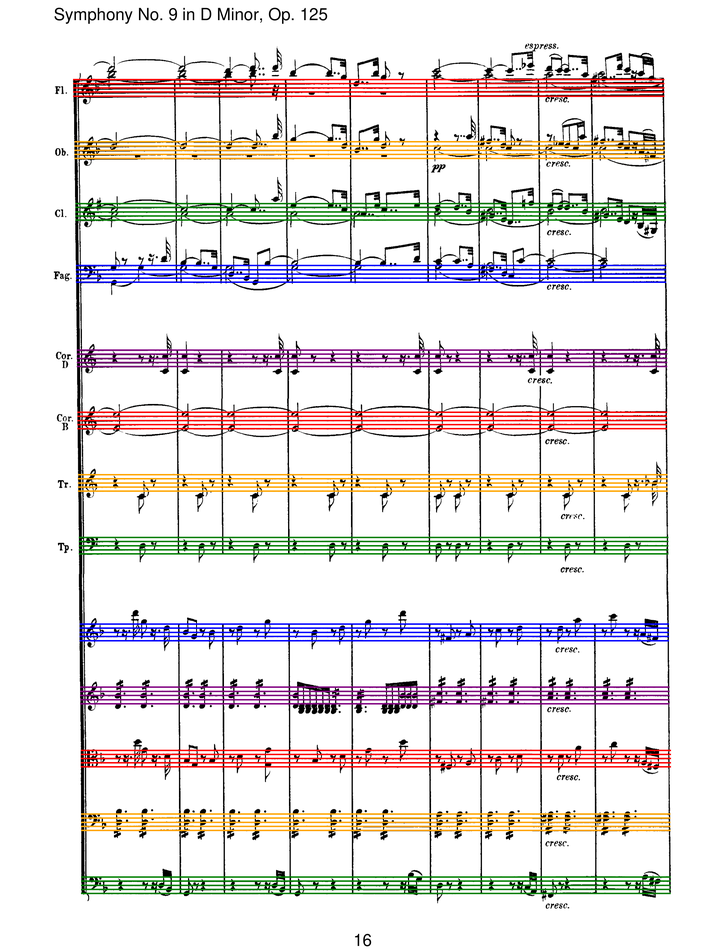 Symphony No. 9 in D Minor, Op. 125
espress.
Fl.
cresc.
Ob.
pp
cresc.
Cl.
cresc.
Fag.
cresc.
Cor.
D
cresc.
Cor.
B
cresc.
Tr.
cresc.
Tp.
cresc.
cresc.
cresc.
cresc.
cresc.
cresc.
16